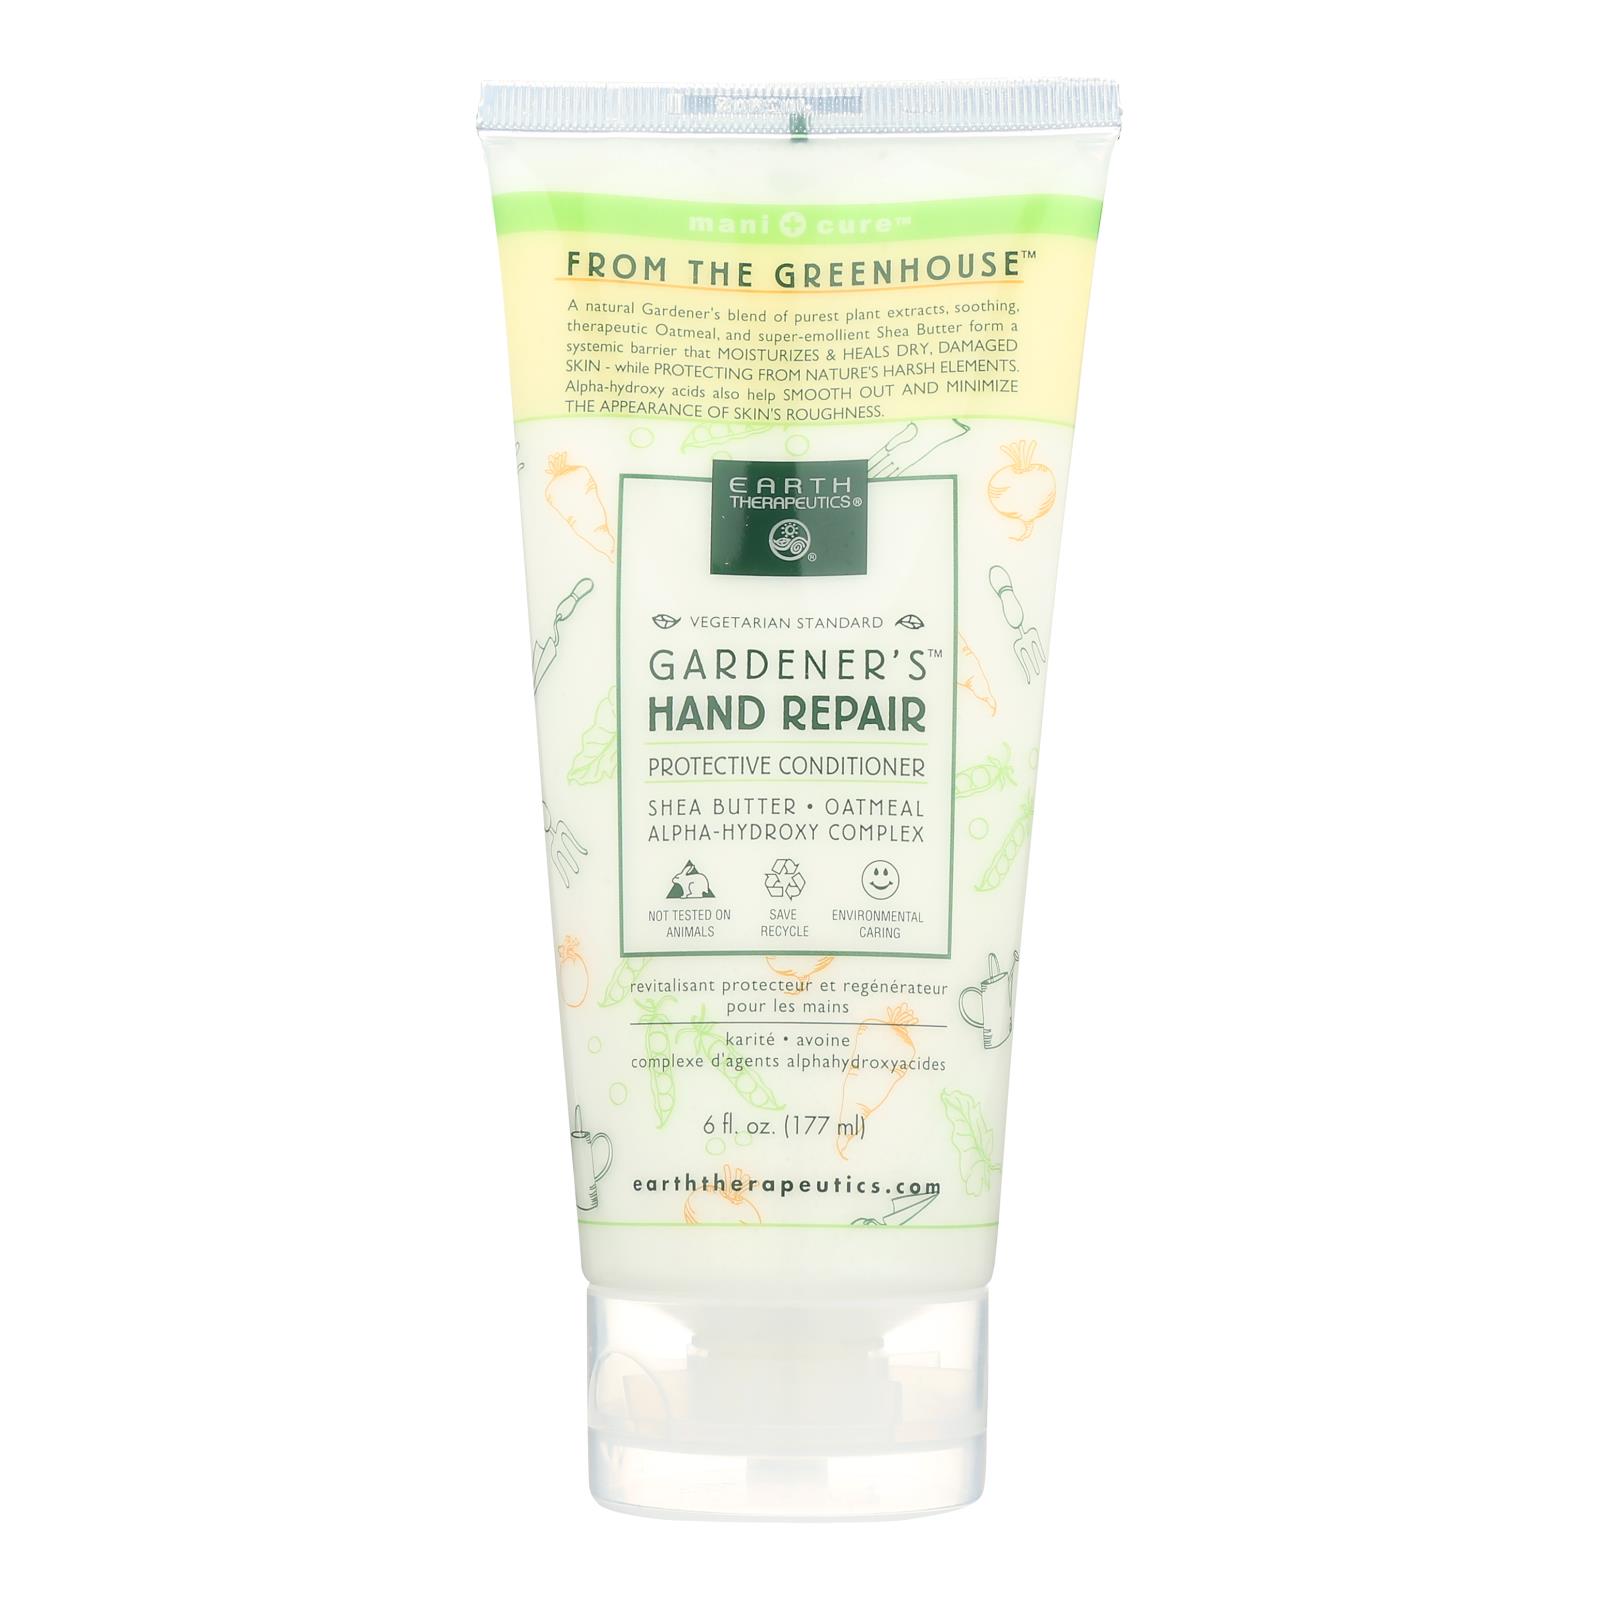 mani + cure™
FROM THE GREENHOUSE™
A natural Gardener's blend of purest plant extracts, soothing,
therapeutic Oatmeal, and super-emollient Shea Butter form a
systemic barrier that MOISTURIZES & HEALS DRY, DAMAGED
SKIN - while PROTECTING FROM NATURE'S HARSH ELEMENTS.
Alpha-hydroxy acids also help SMOOTH OUT AND MINIMIZE
THE APPEARANCE OF SKIN'S ROUGHNESS.
EARTH
THERAPEUTICS®
®
VEGETARIAN STANDARD
GARDENER'S™
HAND REPAIR
PROTECTIVE CONDITIONER
SHEA BUTTER • OATMEAL
ALPHA-HYDROXY COMPLEX
NOT TESTED ON
ANIMALS
SAVE
RECYCLE
ENVIRONMENTAL
CARING
revitalisant protecteur et regénérateur
pour les mains
karité • avoine
complexe d'agents alphahydroxyacides
6 fl. oz. (177 ml)
earththerapeutics.com